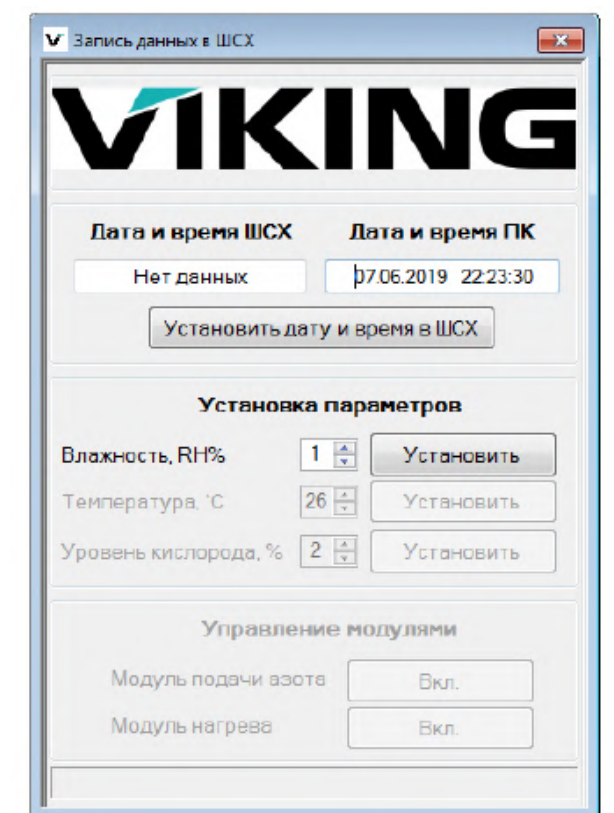 Запись данных в ШСХ
VIKING
Дата и время ШСХ Дата и время ПК
Нет данных 07.06.2019 22:23:30
Установить дату и время в ШСХ
Установка параметров
Влажность, RH% 1 Установить
Температура, °C 26 Установить
Уровень кислорода, % 2 Установить
Управление модулями
Модуль подачи азота Вкл.
Модуль нагрева Вкл.